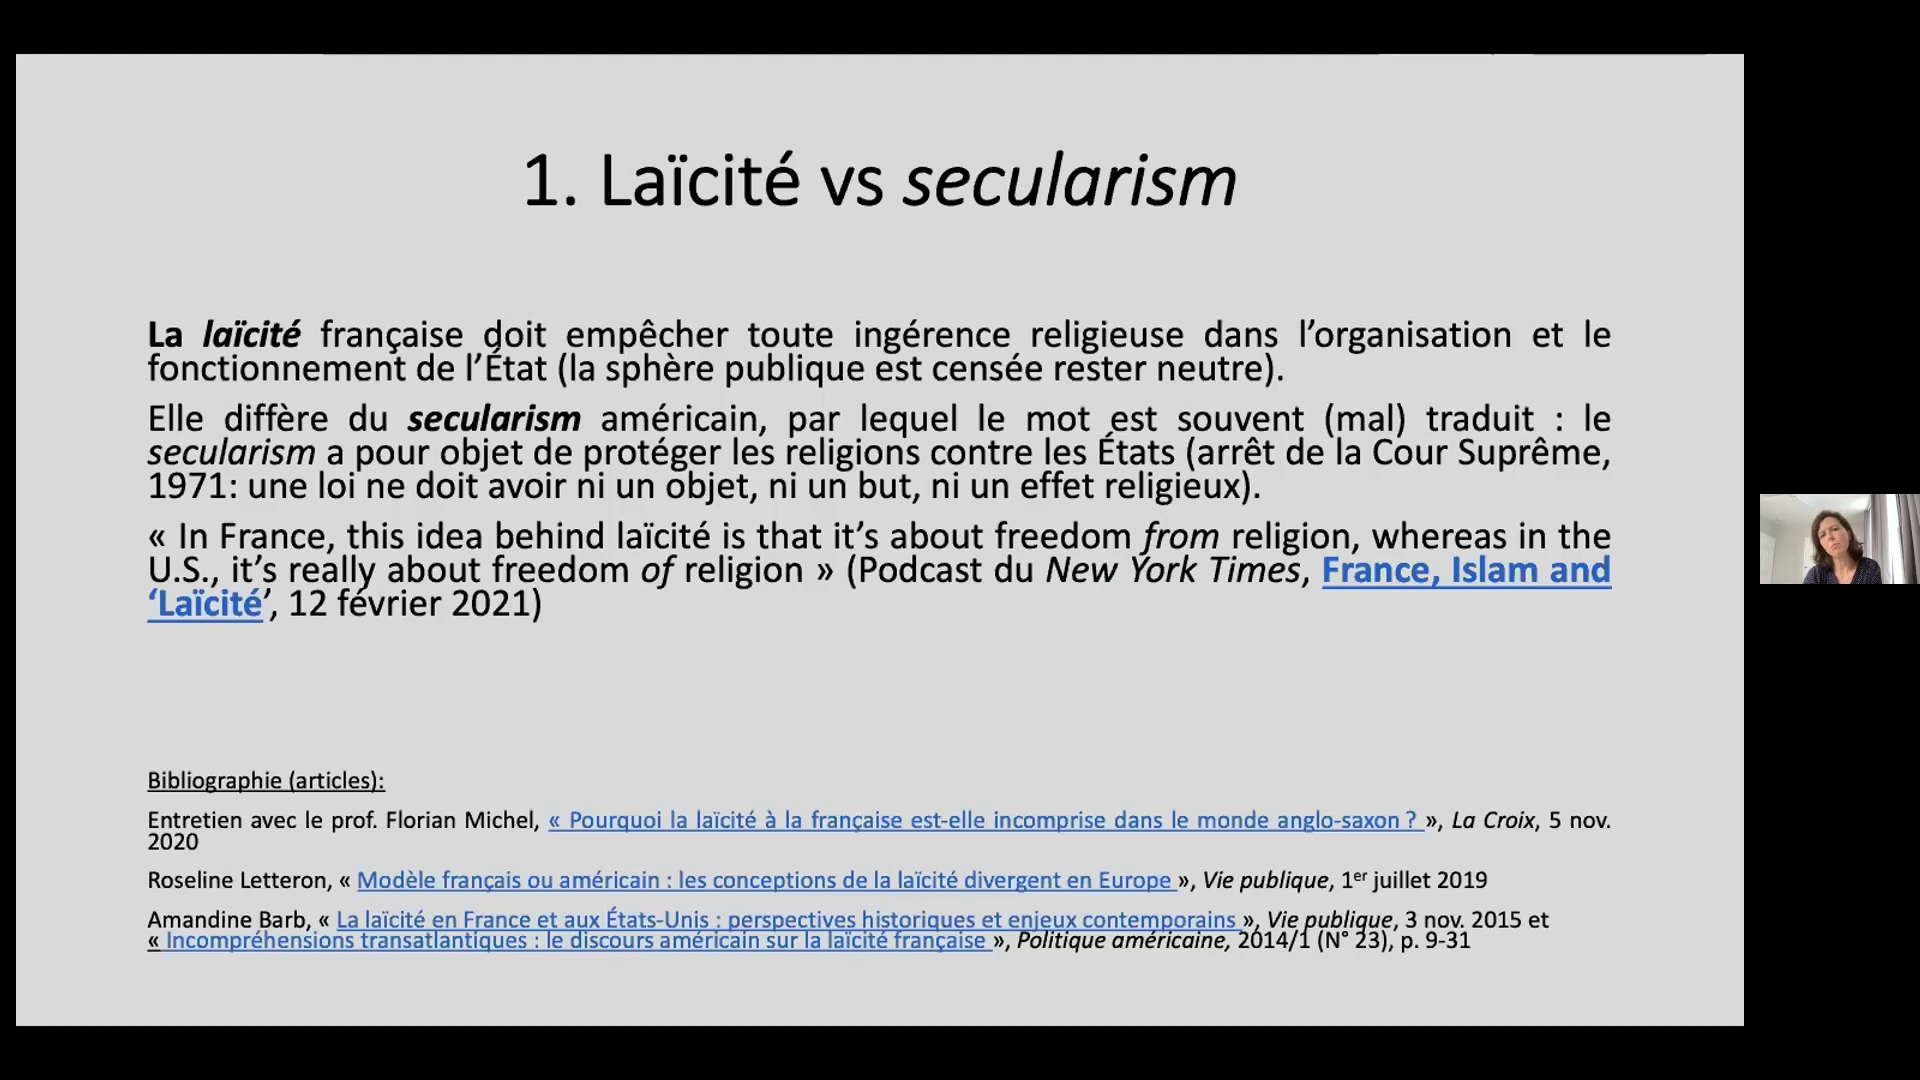 1. Laïcité vs secularism
La laïcité française doit empêcher toute ingérence religieuse dans l’organisation et le
fonctionnement de l’État (la sphère publique est censée rester neutre).
Elle diffère du secularism américain, par lequel le mot est souvent (mal) traduit : le
secularism a pour objet de protéger les religions contre les États (arrêt de la Cour Suprême,
1971: une loi ne doit avoir ni un objet, ni un but, ni un effet religieux).
« In France, this idea behind laïcité is that it’s about freedom from religion, whereas in the
U.S., it’s really about freedom of religion » (Podcast du New York Times, France, Islam and
‘Laïcité’, 12 février 2021)
Bibliographie (articles):
Entretien avec le prof. Florian Michel, « Pourquoi la laïcité à la française est-elle incomprise dans le monde anglo-saxon ? », La Croix, 5 nov.
2020
Roseline Letteron, « Modèle français ou américain : les conceptions de la laïcité divergent en Europe », Vie publique, 1er juillet 2019
Amandine Barb, « La laïcité en France et aux États-Unis : perspectives historiques et enjeux contemporains », Vie publique, 3 nov. 2015 et
« Incompréhensions transatlantiques : le discours américain sur la laïcité française », Politique américaine, 2014/1 (N° 23), p. 9-31